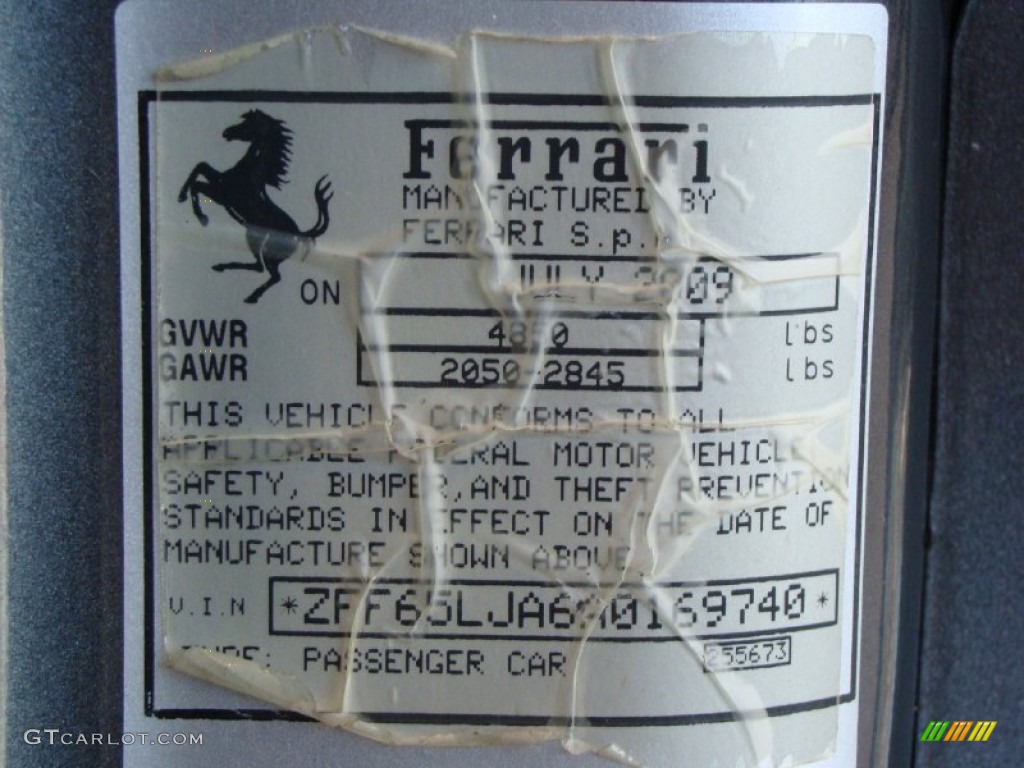 Ferrari
MANUFACTURED BY
FERRARI S.p.A.
ON JULY 2009
GVWR 4850 lbs
GAWR 2050-2845 lbs
THIS VEHICLE CONFORMS TO ALL
APPLICABLE FEDERAL MOTOR VEHICLE
SAFETY, BUMPER,AND THEFT PREVENTION
STANDARDS IN EFFECT ON THE DATE OF
MANUFACTURE SHOWN ABOVE
V.I.N *ZFF65LJA6A0169740*
TYPE: PASSENGER CAR 255673
GTCARLOT.COM